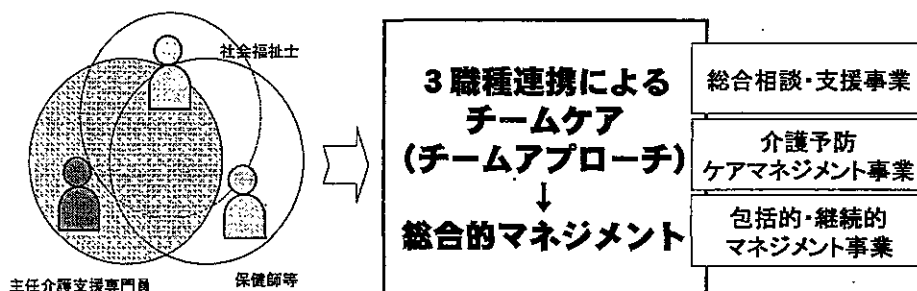 社会福祉士
主任介護支援専門員
保健師等
3職種連携による
チームケア
(チームアプローチ)
↓
総合的マネジメント
総合相談・支援事業
介護予防
ケアマネジメント事業
包括的・継続的
マネジメント事業